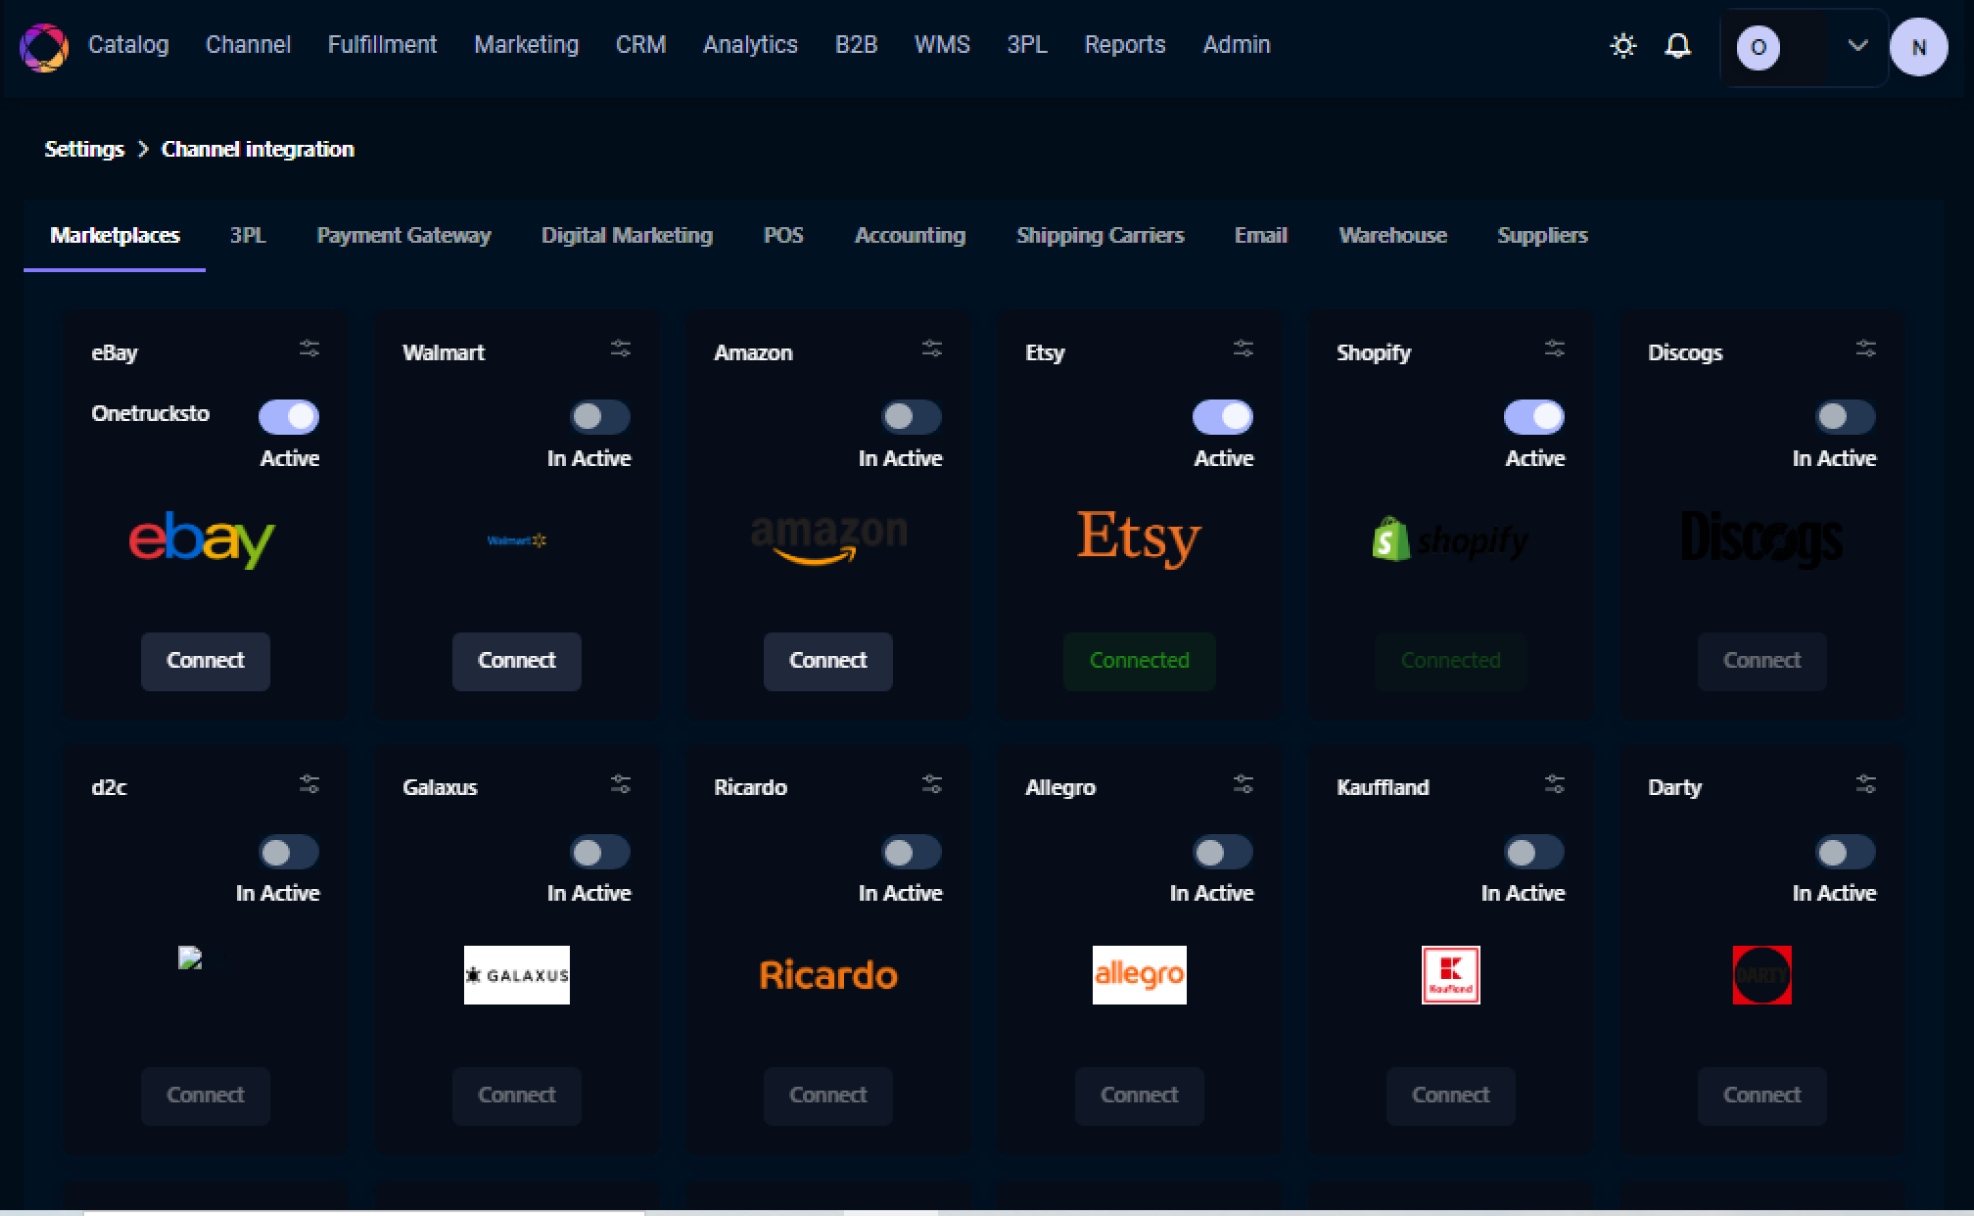 Catalog Channel Fulfillment Marketing CRM Analytics B2B WMS 3PL Reports Admin O N
Settings > Channel integration
Marketplaces 3PL Payment Gateway Digital Marketing POS Accounting Shipping Carriers Email Warehouse Suppliers
eBay Walmart Amazon Etsy Shopify Discogs
Onetrucksto
Active In Active In Active Active Active In Active
ebay Walmart amazon Etsy shopify Discogs
Connect Connect Connect Connected Connected Connect
d2c Galaxus Ricardo Allegro Kauffland Darty
In Active In Active In Active In Active In Active In Active
GALAXUS Ricardo allegro K Kaufland DARTY
Connect Connect Connect Connect Connect Connect